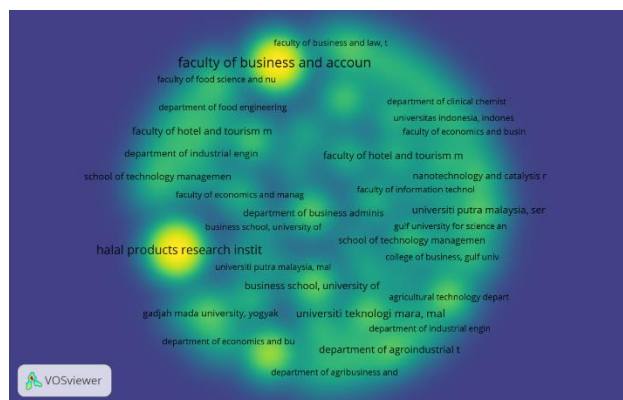 faculty of business and law, t
faculty of business and accoun
faculty of food science and nu
department of clinical chemist
department of food engineering
universitas indonesia, indones
faculty of hotel and tourism m
faculty of economics and busin
department of industrial engin
faculty of hotel and tourism m
school of technology managemen
nanotechnology and catalysis r
faculty of information technol
faculty of economics and manag
department of business adminis
universiti putra malaysia, ser
business school, university of
gulf university for science an
school of technology managemen
halal products research instit
college of business, gulf univ
universiti putra malaysia, mal
business school, university of
agricultural technology depart
gadjah mada university, yogyak
universiti teknologi mara, mal
department of industrial engin
department of economics and bu
department of agroindustrial t
department of agribusiness and
VOSviewer